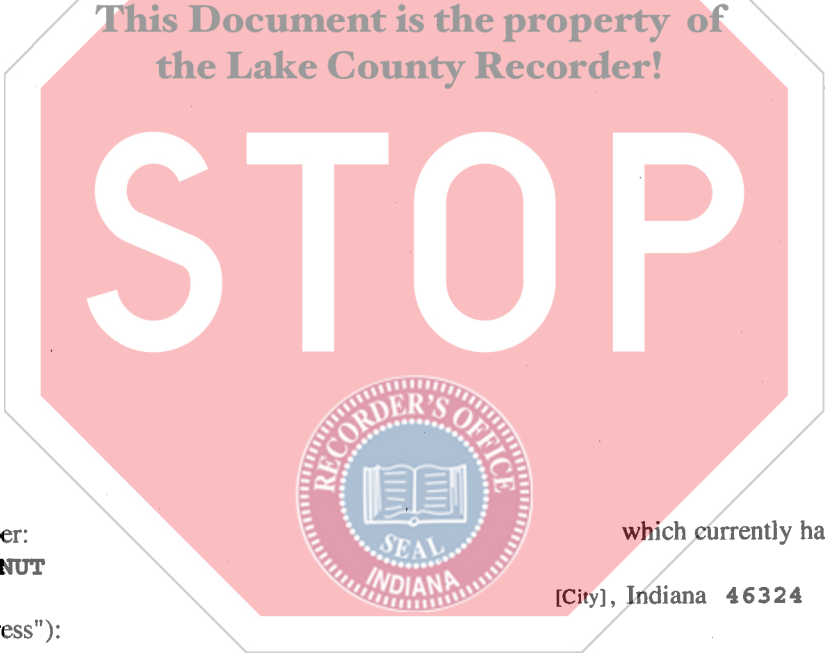 This Document is the property of
the Lake County Recorder!
STOP
RECORDER'S OFFICE
SEAL
INDIANA
er: which currently ha
NUT
[City], Indiana 46324
ess"):